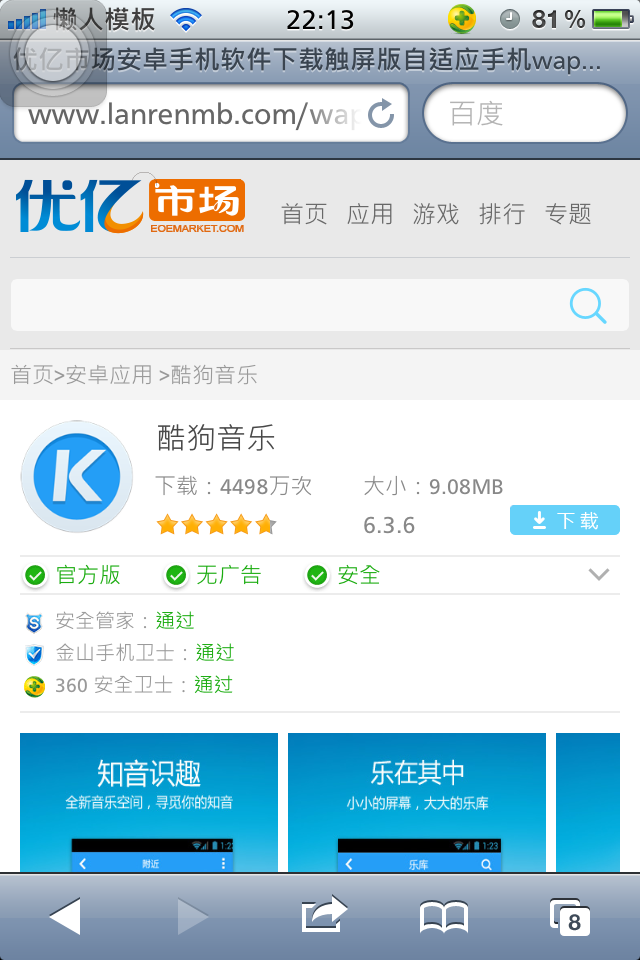 懒人模板 22:13 81%
优亿市场安卓手机软件下载触屏版自适应手机wap...
www.lanrenmb.com/wap 百度
优亿市场 首页 应用 游戏 排行 专题
EOEMARKET.COM
首页>安卓应用 >酷狗音乐
K 酷狗音乐
下载：4498万次 大小：9.08MB
6.3.6 下载
官方版 无广告 安全
安全管家：通过
金山手机卫士：通过
360 安全卫士：通过
知音识趣 乐在其中
全新音乐空间，寻觅你的知音 小小的屏幕，大大的乐库
1:23 1:23
附近 乐库
8